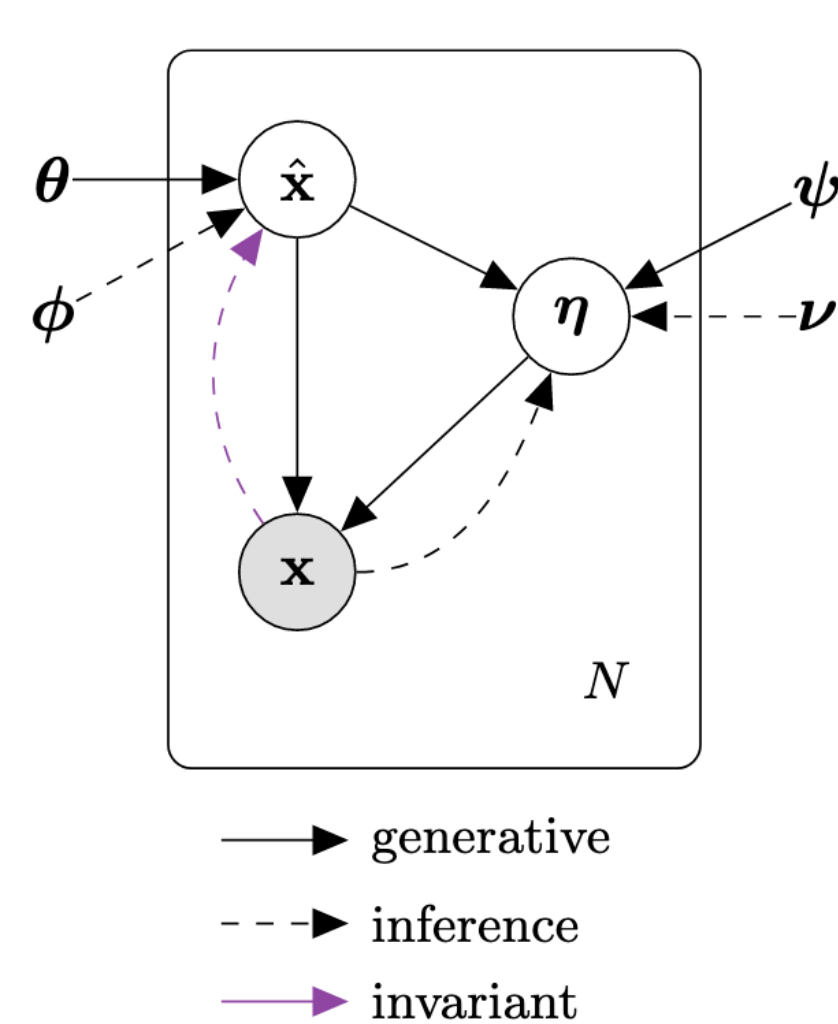 θ
x̂
ψ
ϕ
η
ν
x
N
generative
inference
invariant